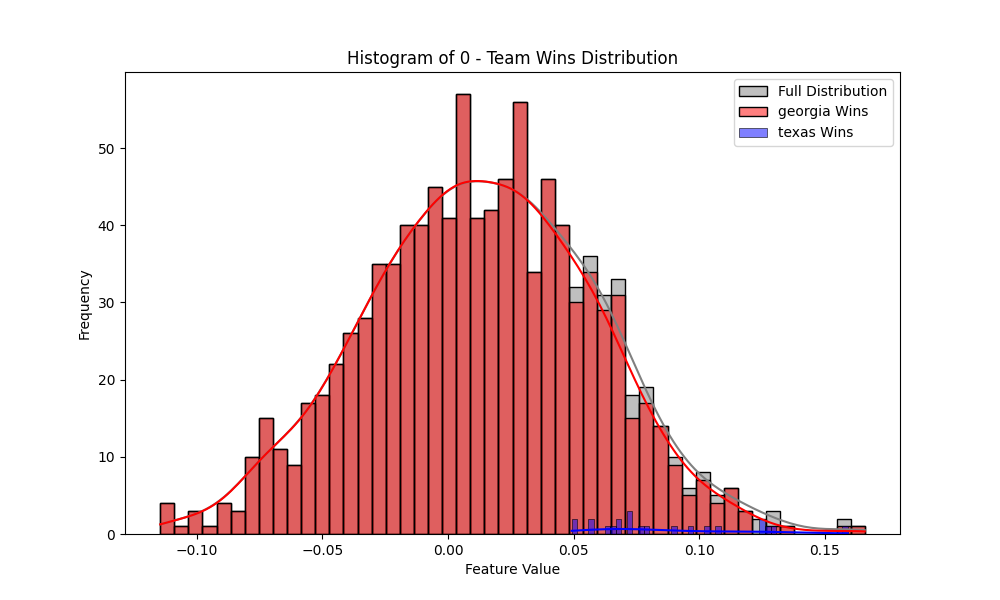 Histogram of 0 - Team Wins Distribution
Full Distribution
georgia Wins
texas Wins
Frequency
50
40
30
20
10
0
−0.10
−0.05
0.00
0.05
0.10
0.15
Feature Value